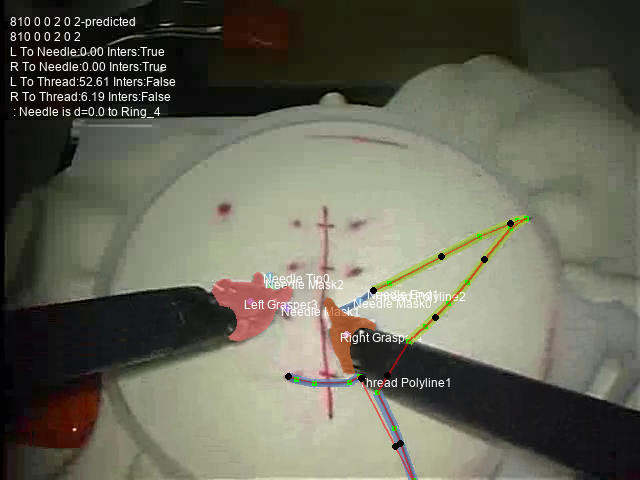 810 0 0 2 0 2-predicted
810 0 0 2 0 2
L To Needle:0.00 Inters:True
R To Needle:0.00 Inters:True
L To Thread:52.61 Inters:False
R To Thread:6.19 Inters:False
: Needle is d=0.0 to Ring_4
Needle Tip0
Needle Mask2
Left Grasper3
Needle Mask1
Needle End1
Polyline2
Needle Mask0
Right Grasper
Thread Polyline1